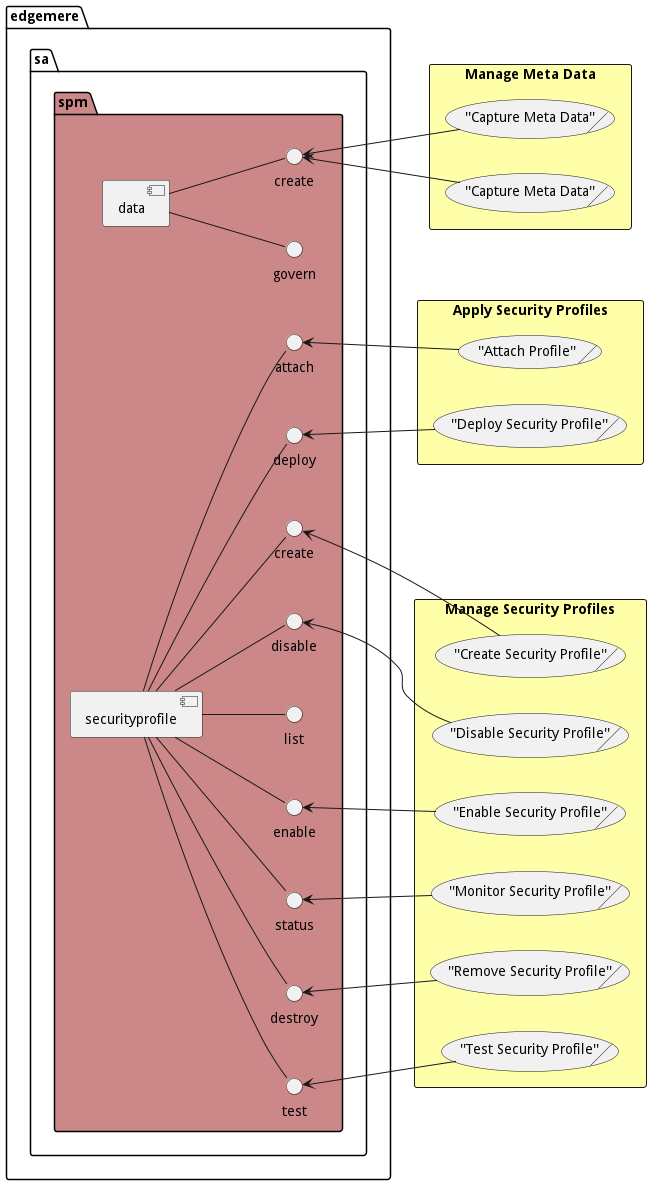 edgemere
sa
spm
data
create
govern
attach
deploy
create
disable
securityprofile
list
enable
status
destroy
test
Manage Meta Data
"Capture Meta Data"
"Capture Meta Data"
Apply Security Profiles
"Attach Profile"
"Deploy Security Profile"
Manage Security Profiles
"Create Security Profile"
"Disable Security Profile"
"Enable Security Profile"
"Monitor Security Profile"
"Remove Security Profile"
"Test Security Profile"